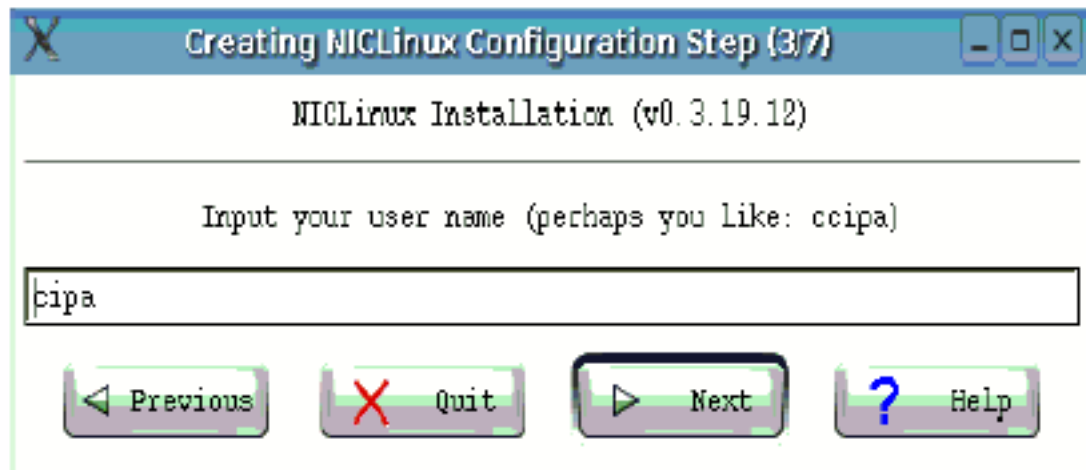 Creating NICLinux Configuration Step (3/7)
NICLinux Installation (v0.3.19.12)
Input your user name (perhaps you like: ccipa)
cipa
Previous Quit Next Help